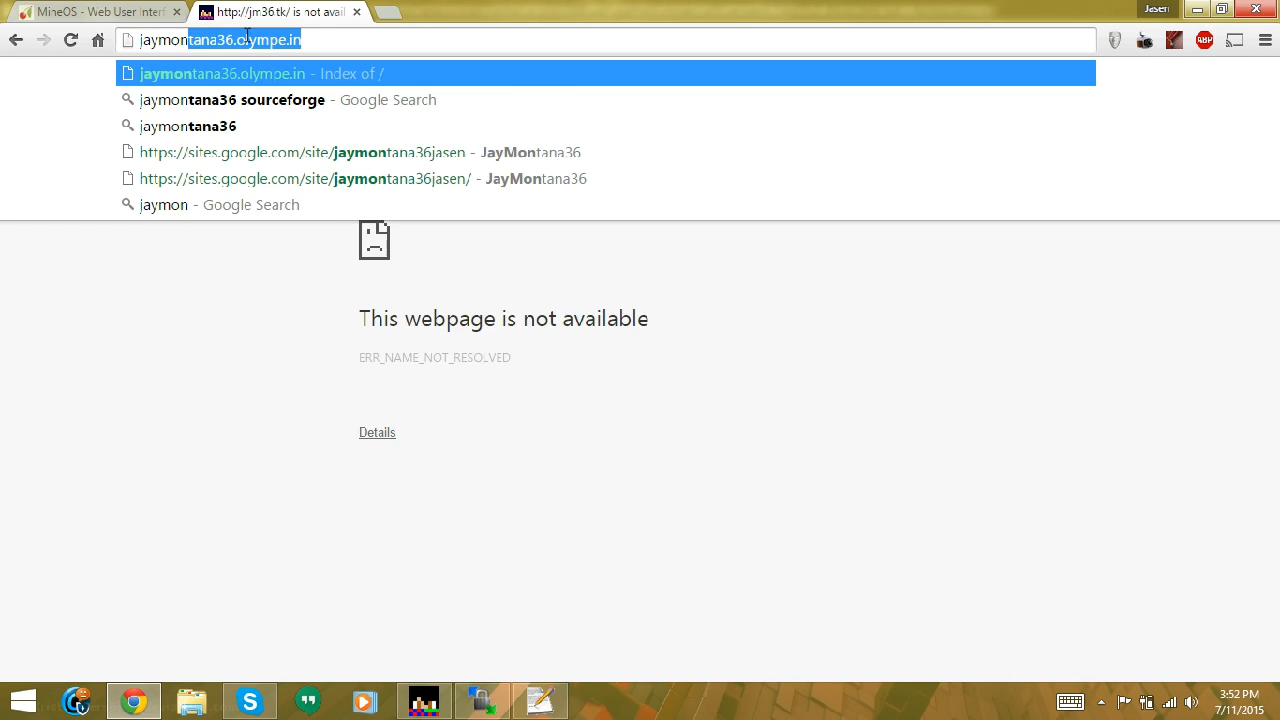 MineOS - Web User Interf
http://jm36.tk/ is not avail
Jasen
jaymontana36.olympe.in
ABP
jaymontana36.olympe.in - Index of /
jaymontana36 sourceforge - Google Search
jaymontana36
https://sites.google.com/site/jaymontana36jasen - JayMontana36
https://sites.google.com/site/jaymontana36jasen/ - JayMontana36
jaymon - Google Search
This webpage is not available
ERR_NAME_NOT_RESOLVED
Details
3:52 PM
7/11/2015